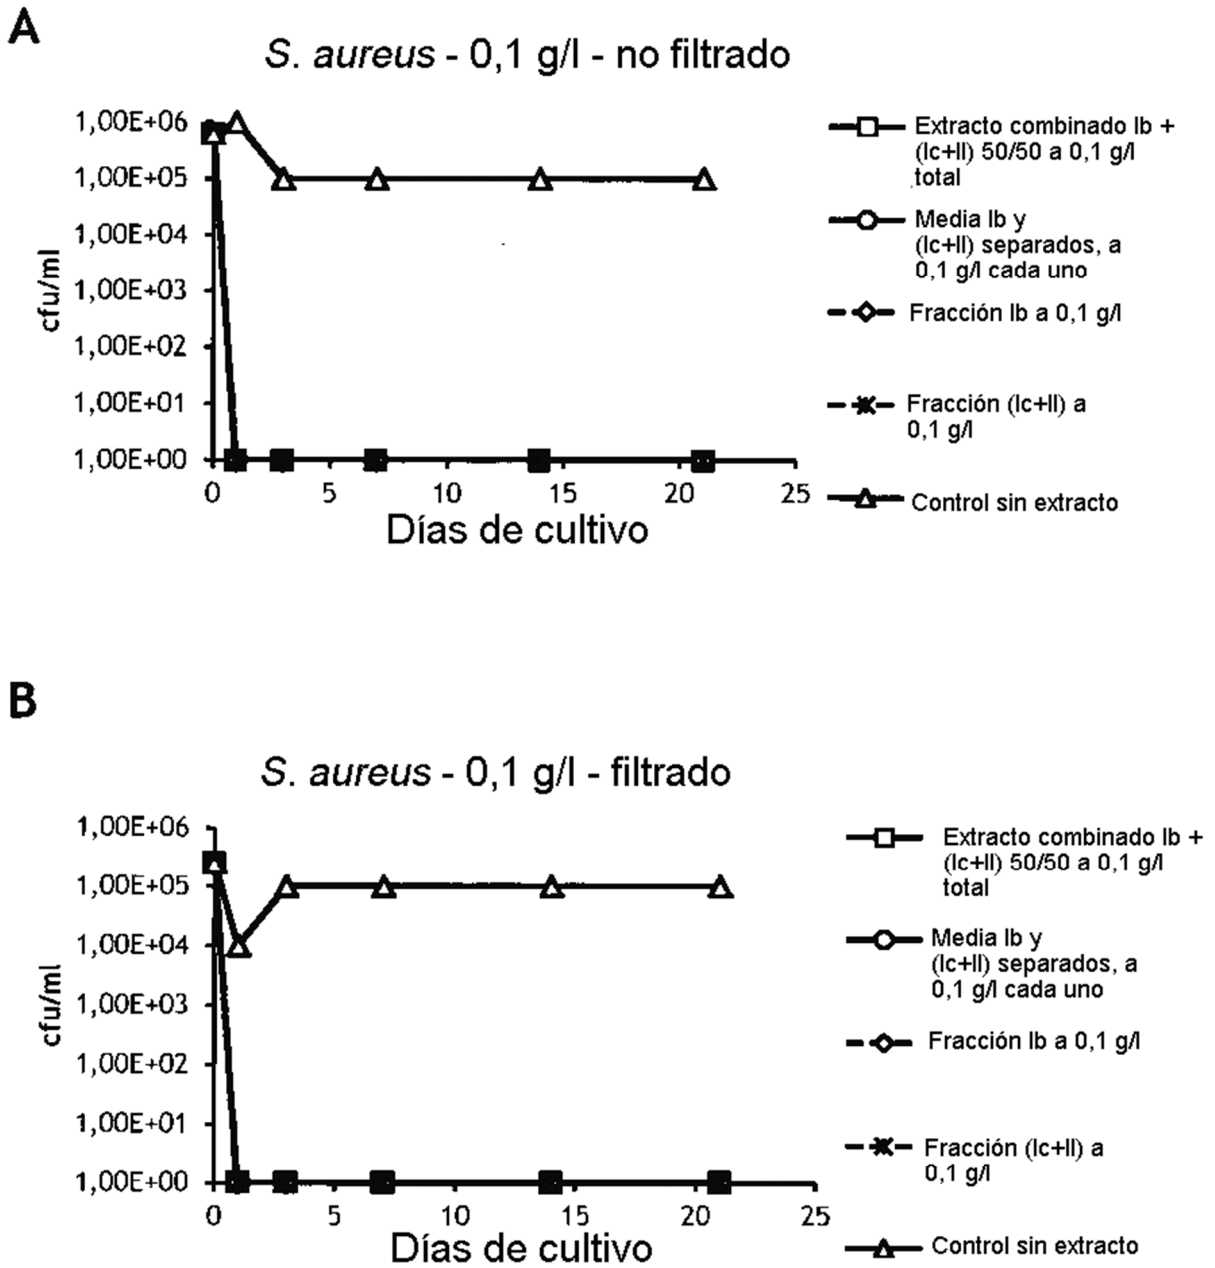 A
S. aureus - 0,1 g/l - no filtrado
1,00E+06
1,00E+05
1,00E+04
1,00E+03
1,00E+02
1,00E+01
1,00E+00
cfu/ml
0 5 10 15 20 25
Días de cultivo
Extracto combinado Ib +
(Ic+II) 50/50 a 0,1 g/l
total
Media Ib y
(Ic+II) separados, a
0,1 g/l cada uno
Fracción Ib a 0,1 g/l
Fracción (Ic+II) a
0,1 g/l
Control sin extracto
B
S. aureus - 0,1 g/l - filtrado
1,00E+06
1,00E+05
1,00E+04
1,00E+03
1,00E+02
1,00E+01
1,00E+00
cfu/ml
0 5 10 15 20 25
Días de cultivo
Extracto combinado Ib +
(Ic+II) 50/50 a 0,1 g/l
total
Media Ib y
(Ic+II) separados, a
0,1 g/l cada uno
Fracción Ib a 0,1 g/l
Fracción (Ic+II) a
0,1 g/l
Control sin extracto